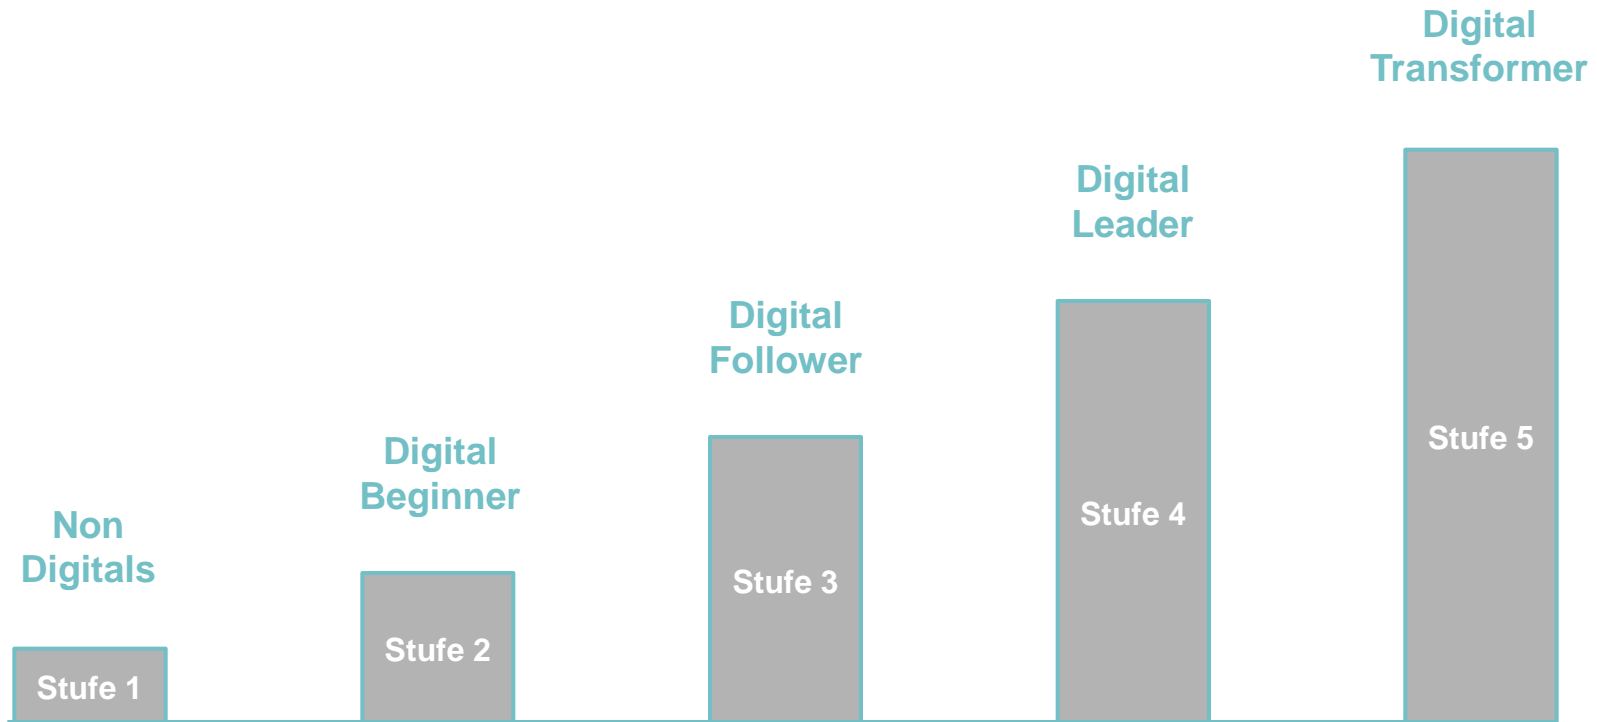 Non
Digitals
Stufe 1
Digital
Beginner
Stufe 2
Digital
Follower
Stufe 3
Digital
Leader
Stufe 4
Digital
Transformer
Stufe 5